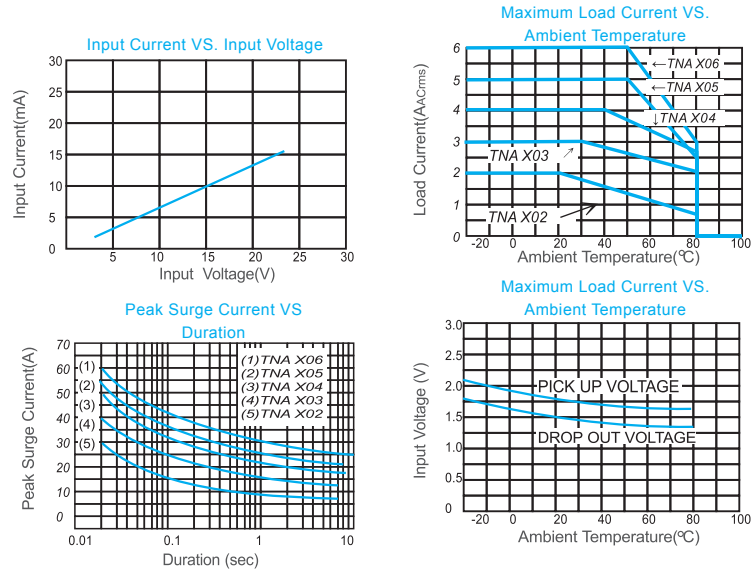 Input Current VS. Input Voltage
Input Current(mA)
30
25
20
15
10
5
0
5 10 15 20 25 30
Input Voltage(V)
Maximum Load Current VS.
Ambient Temperature
Load Current(AACrms)
6
5
4
3
2
1
0
←TNA X06
←TNA X05
↓TNA X04
TNA X03
TNA X02
-20 0 20 40 60 80 100
Ambient Temperature(ºC)
Peak Surge Current VS
Duration
Peak Surge Current(A)
70
60
50
40
30
20
10
0
(1)
(2)
(3)
(4)
(5)
(1)TNA X06
(2)TNA X05
(3)TNA X04
(4)TNA X03
(5)TNA X02
0.01 0.1 1 10
Duration (sec)
Maximum Load Current VS.
Ambient Temperature
Input Voltage (V)
3.0
2.5
2.0
1.5
1.0
0.5
0
PICK UP VOLTAGE
DROP OUT VOLTAGE
-20 0 20 40 60 80 100
Ambient Temperature(ºC)